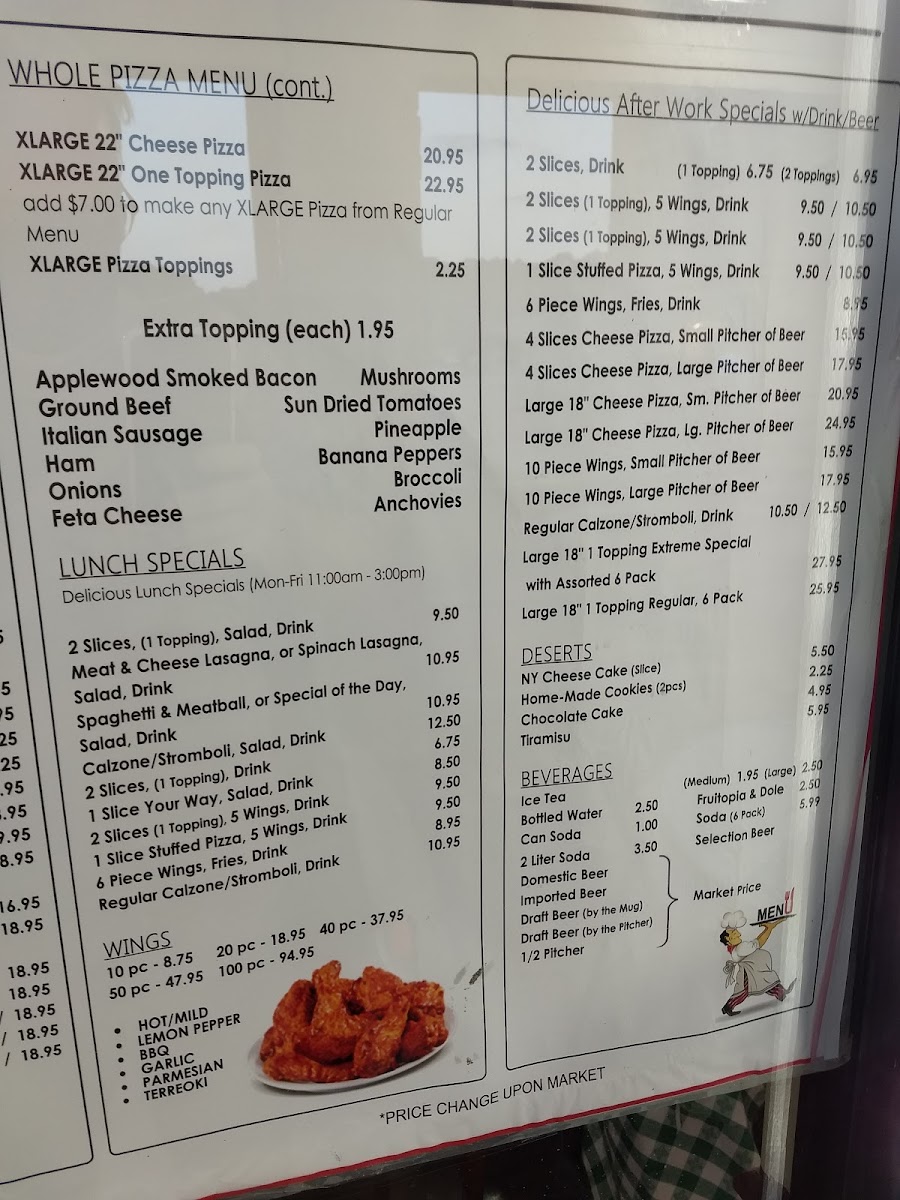 WHOLE PIZZA MENU (cont.)
XLARGE 22" Cheese Pizza 20.95
XLARGE 22" One Topping Pizza 22.95
add $7.00 to make any XLARGE Pizza from Regular
Menu
XLARGE Pizza Toppings 2.25
Extra Topping (each) 1.95
Applewood Smoked Bacon Mushrooms
Ground Beef Sun Dried Tomatoes
Italian Sausage Pineapple
Ham Banana Peppers
Onions Broccoli
Feta Cheese Anchovies
LUNCH SPECIALS
Delicious Lunch Specials (Mon-Fri 11:00am - 3:00pm)
2 Slices, (1 Topping), Salad, Drink 9.50
Meat & Cheese Lasagna, or Spinach Lasagna,
Salad, Drink 10.95
Spaghetti & Meatball, or Special of the Day,
Salad, Drink 10.95
Calzone/Stromboli, Salad, Drink 12.50
2 Slices, (1 Topping), Drink 6.75
1 Slice Your Way, Salad, Drink 8.50
2 Slices (1 Topping), 5 Wings, Drink 9.50
1 Slice Stuffed Pizza, 5 Wings, Drink 9.50
6 Piece Wings, Fries, Drink 8.95
Regular Calzone/Stromboli, Drink 10.95
WINGS
10 pc - 8.75 20 pc - 18.95 40 pc - 37.95
50 pc - 47.95 100 pc - 94.95
• HOT/MILD
• LEMON PEPPER
• BBQ
• GARLIC
• PARMESIAN
• TERREOKI
Delicious After Work Specials w/Drink/Beer
2 Slices, Drink (1 Topping) 6.75 (2 Toppings) 6.95
2 Slices (1 Topping), 5 Wings, Drink 9.50 / 10.50
2 Slices (1 Topping), 5 Wings, Drink 9.50 / 10.50
1 Slice Stuffed Pizza, 5 Wings, Drink 9.50 / 10.50
6 Piece Wings, Fries, Drink 8.95
4 Slices Cheese Pizza, Small Pitcher of Beer 15.95
4 Slices Cheese Pizza, Large Pitcher of Beer 17.95
Large 18" Cheese Pizza, Sm. Pitcher of Beer 20.95
Large 18" Cheese Pizza, Lg. Pitcher of Beer 24.95
10 Piece Wings, Small Pitcher of Beer 15.95
10 Piece Wings, Large Pitcher of Beer 17.95
Regular Calzone/Stromboli, Drink 10.50 / 12.50
Large 18" 1 Topping Extreme Special
with Assorted 6 Pack 27.95
Large 18" 1 Topping Regular, 6 Pack 25.95
DESERTS
NY Cheese Cake (Slice) 5.50
Home-Made Cookies (2pcs) 2.25
Chocolate Cake 4.95
Tiramisu 5.95
BEVERAGES
Ice Tea (Medium) 1.95 (Large) 2.50
Bottled Water 2.50 Fruitopia & Dole 2.50
Can Soda 1.00 Soda (6 Pack) 5.99
2 Liter Soda 3.50 Selection Beer
Domestic Beer
Imported Beer
Draft Beer (by the Mug) Market Price
Draft Beer (by the Pitcher)
1/2 Pitcher
MENU
*PRICE CHANGE UPON MARKET
16.95
18.95
18.95
18.95
/ 18.95
/ 18.95
/ 18.95